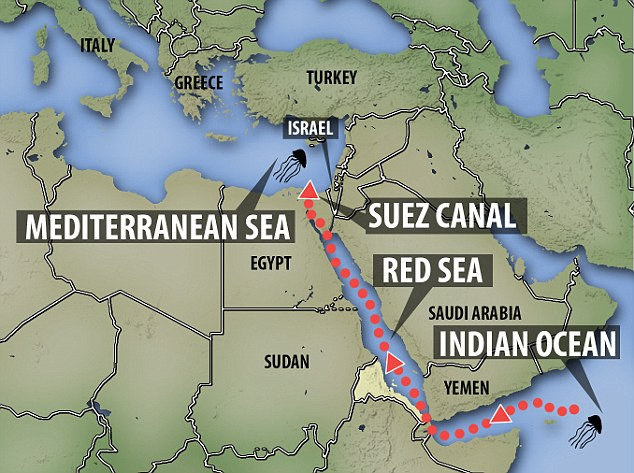 ITALY
GREECE
TURKEY
ISRAEL
MEDITERRANEAN SEA
SUEZ CANAL
EGYPT
RED SEA
SAUDI ARABIA
INDIAN OCEAN
SUDAN
YEMEN